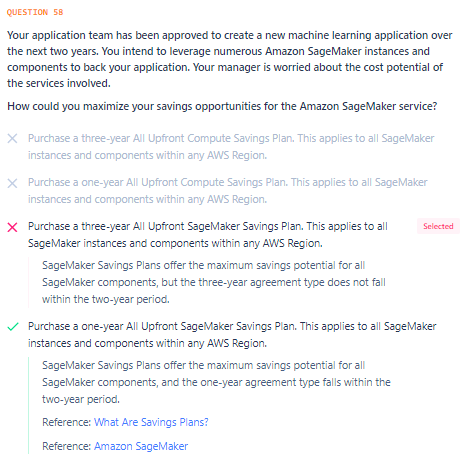 QUESTION 58
Your application team has been approved to create a new machine learning application over
the next two years. You intend to leverage numerous Amazon SageMaker instances and
components to back your application. Your manager is worried about the cost potential of
the services involved.
How could you maximize your savings opportunities for the Amazon SageMaker service?
Purchase a three-year All Upfront Compute Savings Plan. This applies to all SageMaker
instances and components within any AWS Region.
Purchase a one-year All Upfront Compute Savings Plan. This applies to all SageMaker
instances and components within any AWS Region.
Purchase a three-year All Upfront SageMaker Savings Plan. This applies to all
SageMaker instances and components within any AWS Region.
Selected
SageMaker Savings Plans offer the maximum savings potential for all
SageMaker components, but the three-year agreement type does not fall
within the two-year period.
Purchase a one-year All Upfront SageMaker Savings Plan. This applies to all SageMaker
instances and components within any AWS Region.
SageMaker Savings Plans offer the maximum savings potential for all
SageMaker components, and the one-year agreement type falls within the
two-year period.
Reference: What Are Savings Plans?
Reference: Amazon SageMaker